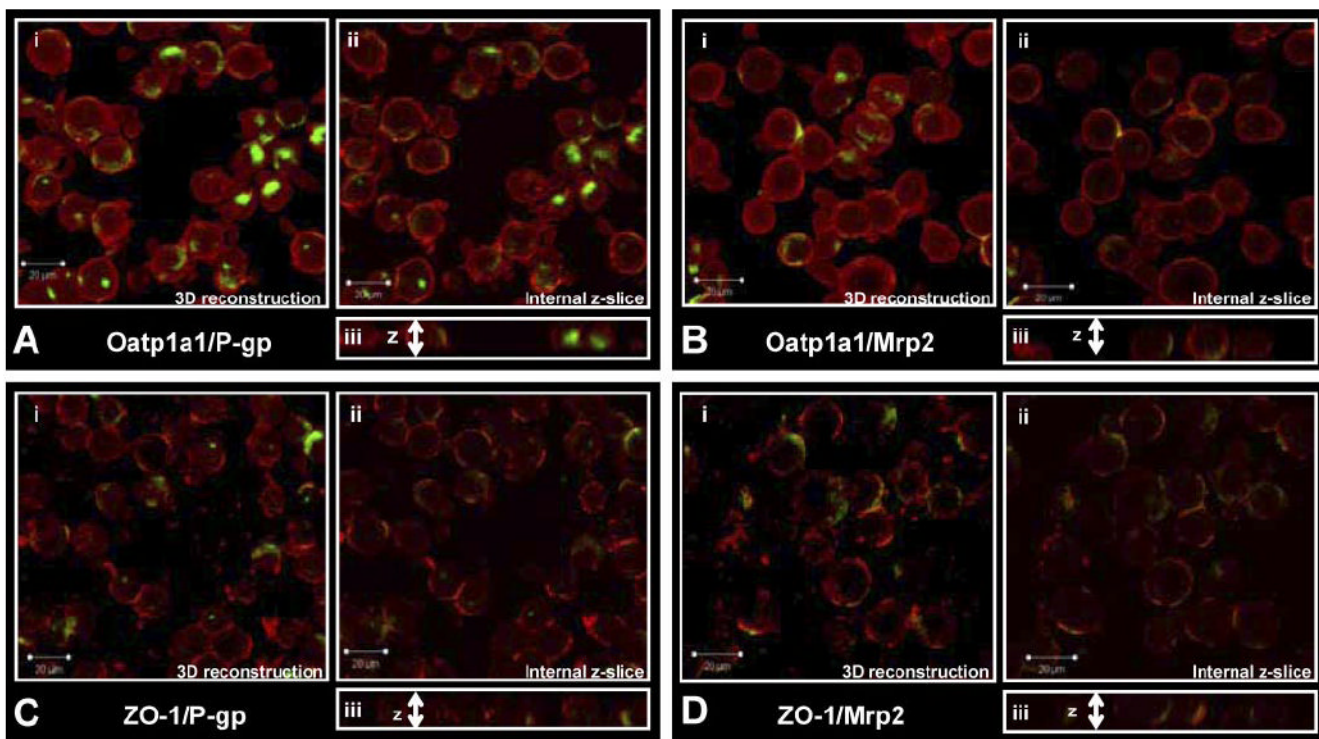 i
ii
20 µm
3D reconstruction
20 µm
Internal z-slice
A
Oatp1a1/P-gp
iii
z
i
ii
20 µm
3D reconstruction
20 µm
Internal z-slice
B
Oatp1a1/Mrp2
iii
z
i
ii
20 µm
3D reconstruction
20 µm
Internal z-slice
C
ZO-1/P-gp
iii
z
i
ii
20 µm
3D reconstruction
20 µm
Internal z-slice
D
ZO-1/Mrp2
iii
z